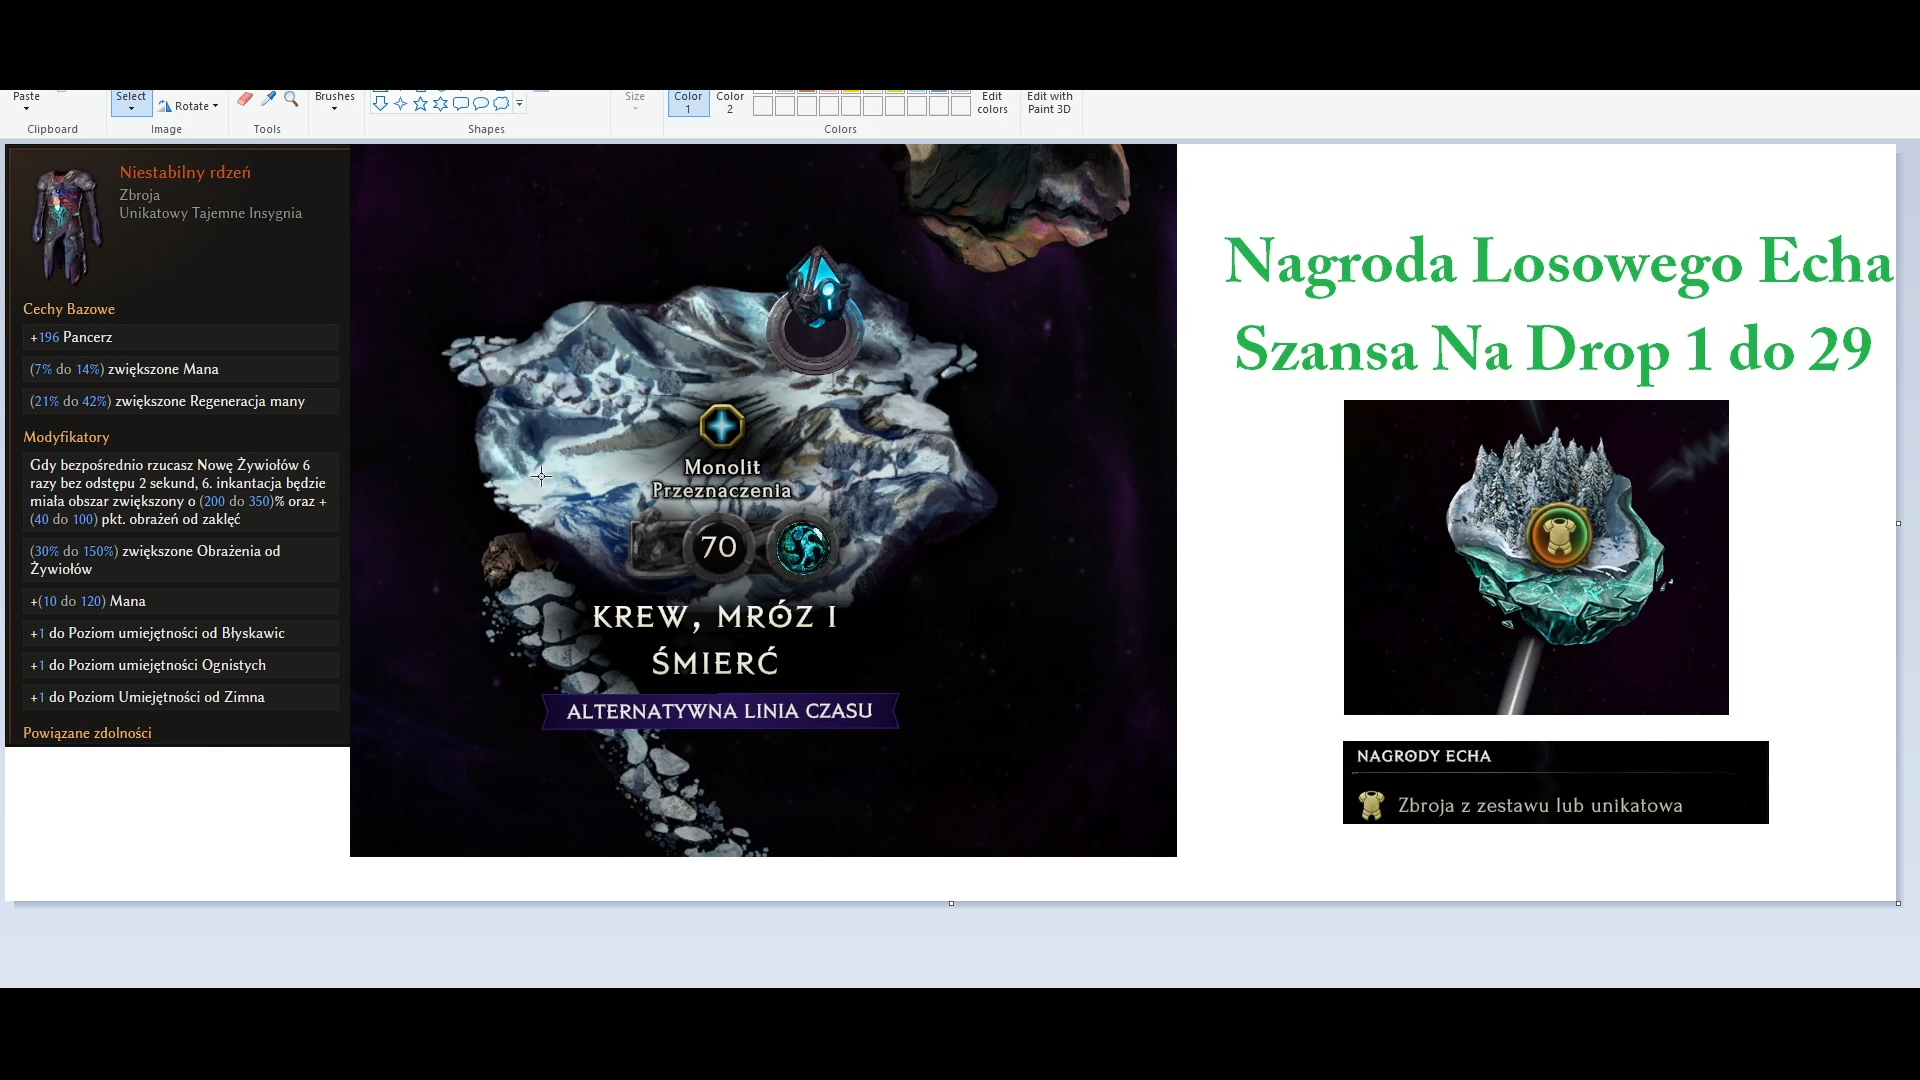 Paste
Select
Rotate
Brushes
Size
Color
1
Color
2
Edit
colors
Edit with
Paint 3D
Clipboard
Image
Tools
Shapes
Colors
Niestabilny rdzeń
Zbroja
Unikatowy Tajemne Insygnia
Cechy Bazowe
+196 Pancerz
(7% do 14%) zwiększone Mana
(21% do 42%) zwiększone Regeneracja many
Modyfikatory
Gdy bezpośrednio rzucasz Nowę Żywiołów 6
razy bez odstępu 2 sekund, 6. inkantacja będzie
miała obszar zwiększony o (200 do 350)% oraz +
(40 do 100) pkt. obrażeń od zaklęć
(30% do 150%) zwiększone Obrażenia od
Żywiołów
+(10 do 120) Mana
+1 do Poziom umiejętności od Błyskawic
+1 do Poziom umiejętności Ognistych
+1 do Poziom Umiejętności od Zimna
Powiązane zdolności
Monolit
Przeznaczenia
70
KREW, MRÓZ I
ŚMIERĆ
ALTERNATYWNA LINIA CZASU
Nagroda Losowego Echa
Szansa Na Drop 1 do 29
NAGRODY ECHA
Zbroja z zestawu lub unikatowa